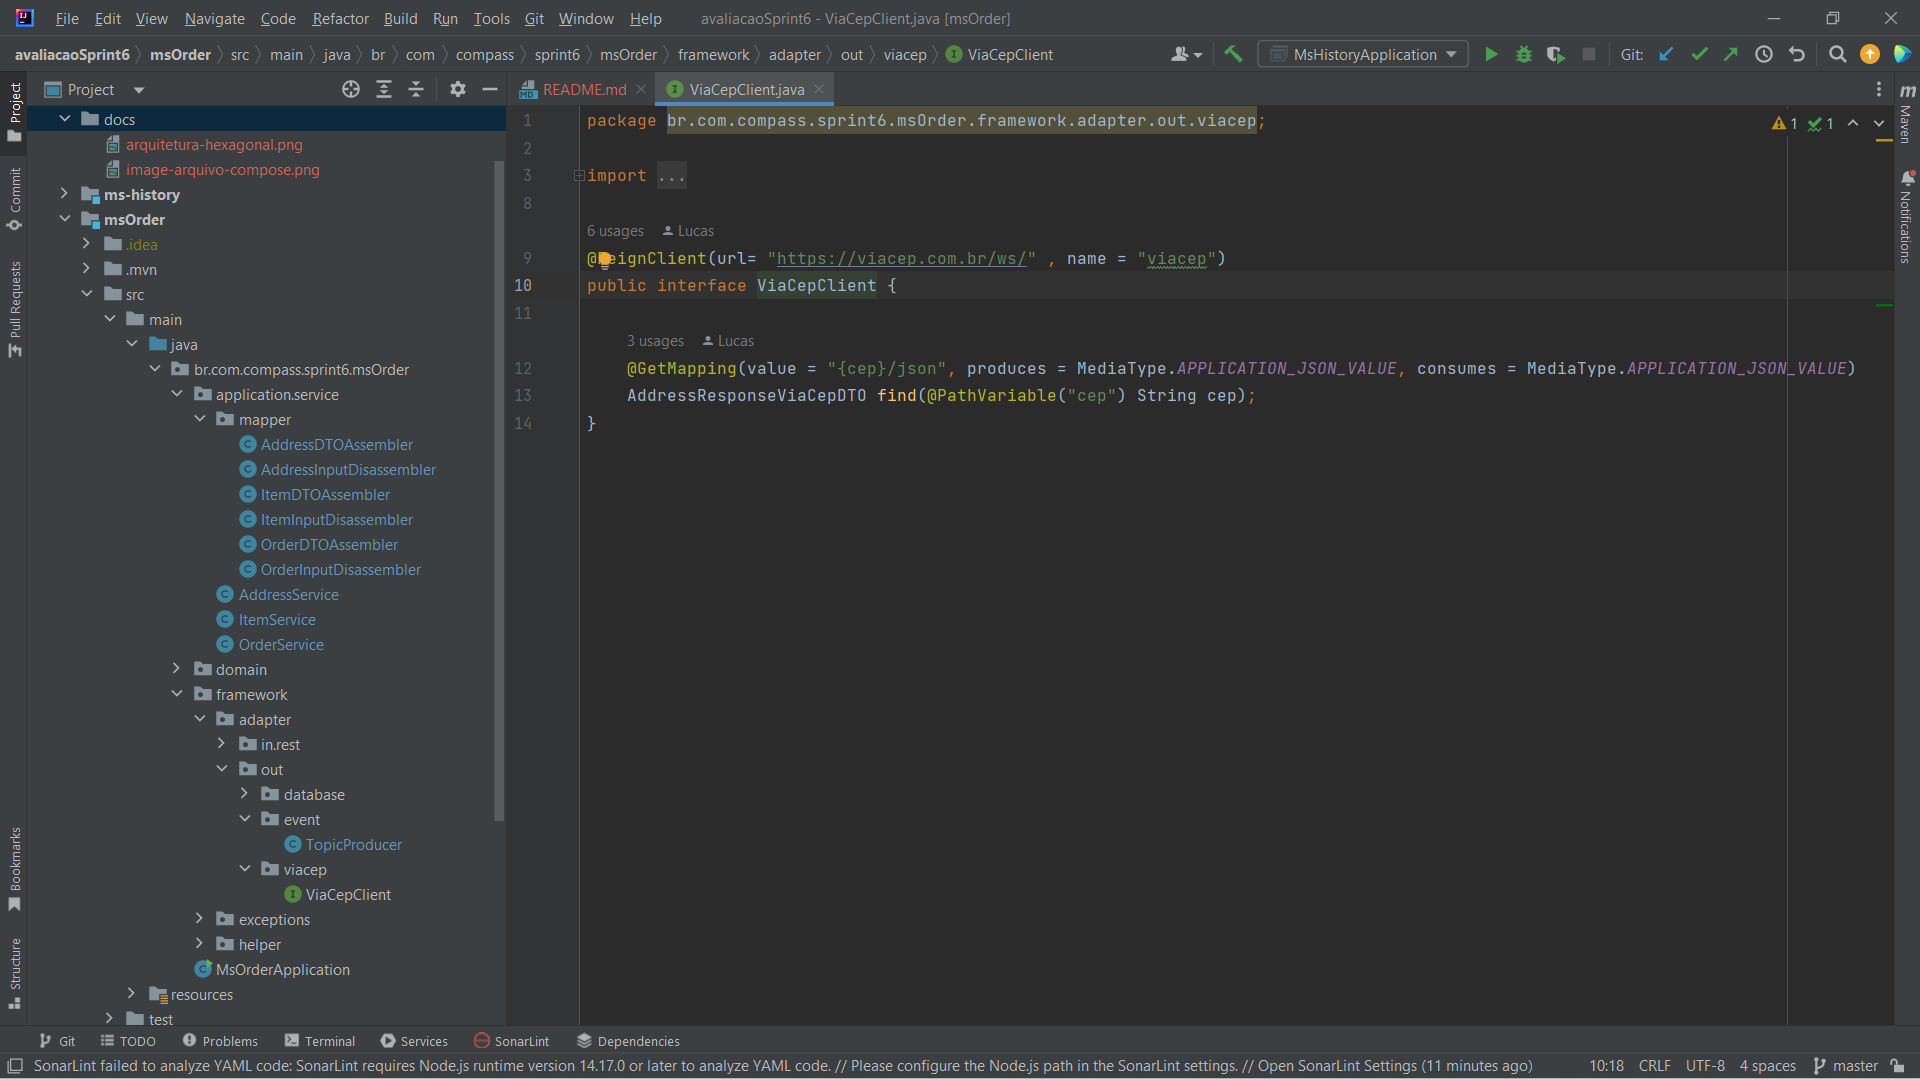 File Edit View Navigate Code Refactor Build Run Tools Git Window Help avaliacaoSprint6 - ViaCepClient.java [msOrder]
avaliacaoSprint6 msOrder src main java br com compass sprint6 msOrder framework adapter out viacep ViaCepClient MsHistoryApplication Git:
Project
README.md ViaCepClient.java
docs
arquitetura-hexagonal.png
image-arquivo-compose.png
ms-history
msOrder
.idea
.mvn
src
main
java
br.com.compass.sprint6.msOrder
application.service
mapper
AddressDTOAssembler
AddressInputDisassembler
ItemDTOAssembler
ItemInputDisassembler
OrderDTOAssembler
OrderInputDisassembler
AddressService
ItemService
OrderService
domain
framework
adapter
in.rest
out
database
event
TopicProducer
viacep
ViaCepClient
exceptions
helper
MsOrderApplication
resources
test
1 package br.com.compass.sprint6.msOrder.framework.adapter.out.viacep;
2
3 import ...
8
6 usages Lucas
9 @FeignClient(url= "https://viacep.com.br/ws/" , name = "viacep")
10 public interface ViaCepClient {
11
3 usages Lucas
12 @GetMapping(value = "{cep}/json", produces = MediaType.APPLICATION_JSON_VALUE, consumes = MediaType.APPLICATION_JSON_VALUE)
13 AddressResponseViaCepDTO find(@PathVariable("cep") String cep);
14 }
1 1
Project
Commit
Pull Requests
Bookmarks
Structure
m Maven
Notifications
Git TODO Problems Terminal Services SonarLint Dependencies
SonarLint failed to analyze YAML code: SonarLint requires Node.js runtime version 14.17.0 or later to analyze YAML code. // Please configure the Node.js path in the SonarLint settings. // Open SonarLint Settings (11 minutes ago) 10:18 CRLF UTF-8 4 spaces master